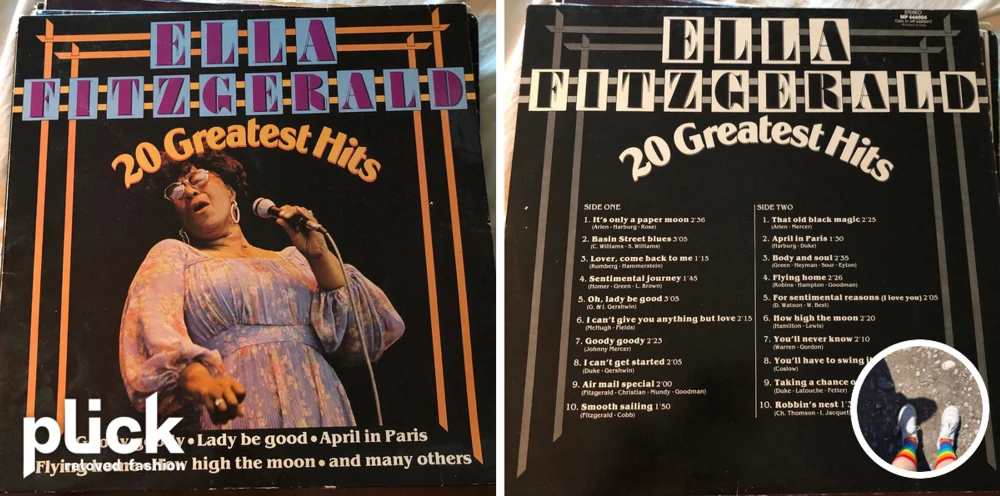 ELLA
FITZGERALD
20 Greatest Hits
Lady be good • April in Paris
how high the moon • and many others
plick
reloved fashion
STEREO
MP 666004
ELLA
FITZGERALD
20 Greatest Hits
SIDE ONE
1. It's only a paper moon 2'36
(Arlen - Harburg - Rose)
2. Basin Street blues 3'05
(C. Williams - S. Williams)
3. Lover, come back to me 1'15
(Romberg - Hammerstein)
4. Sentimental journey 1'45
(Homer - Green - L. Brown)
5. Oh, lady be good 3'05
(G. & I. Gershwin)
6. I can't give you anything but love 2'15
(McHugh - Fields)
7. Goody goody 2'23
(Johnny Mercer)
8. I can't get started 2'05
(Duke - Gershwin)
9. Air mail special 2'00
(Fitzgerald - Christian - Mundy - Goodman)
10. Smooth sailing 1'50
(Fitzgerald - Cobb)
SIDE TWO
1. That old black magic 2'25
(Arlen - Mercer)
2. April in Paris 1'30
(Harburg - Duke)
3. Body and soul 2'35
(Green - Heyman - Sour - Eyton)
4. Flying home 2'26
(Robins - Hampton - Goodman)
5. For sentimental reasons (I love you) 2'05
(D. Watson - W. Best)
6. How high the moon 2'20
(Hamilton - Lewis)
7. You'll never know 2'10
(Warren - Gordon)
8. You'll have to swing it
(Coslow)
9. Taking a chance o
(Duke - Latouche - Fetter)
10. Robbin's nest 1'3
(Ch. Thomson - I. Jacquet